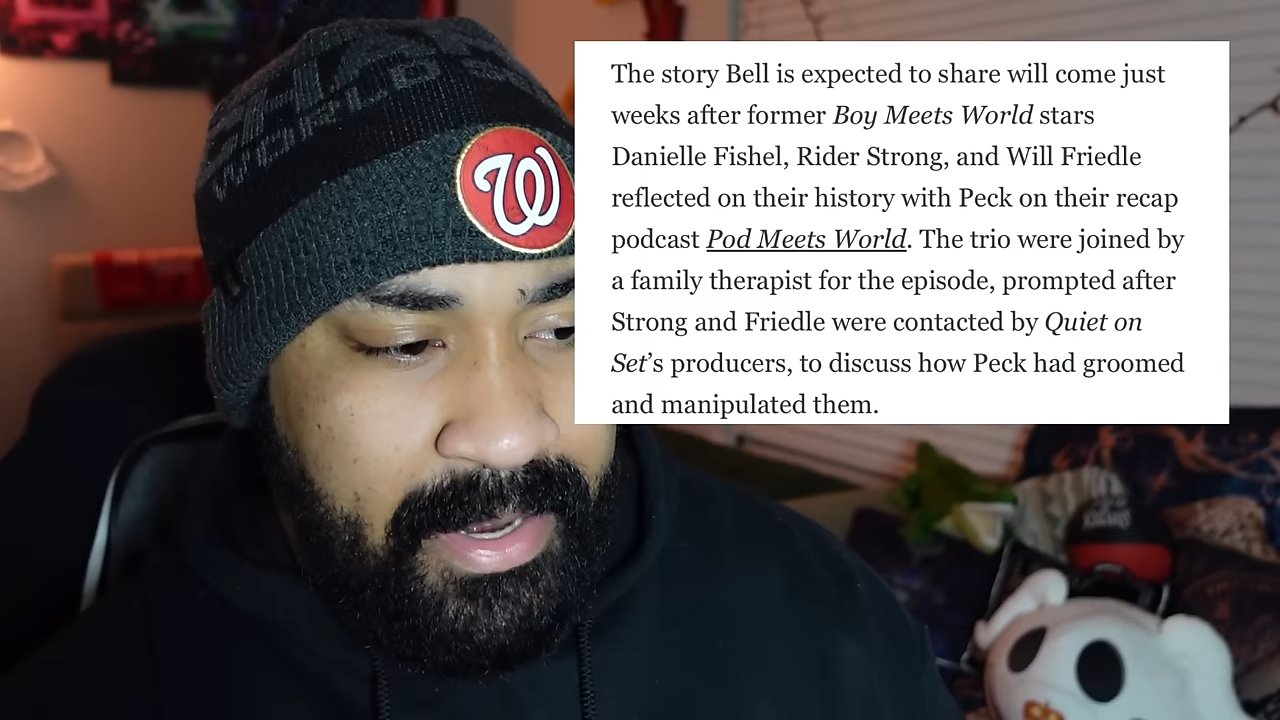 WORLD SE
W
The story Bell is expected to share will come just
weeks after former Boy Meets World stars
Danielle Fishel, Rider Strong, and Will Friedle
reflected on their history with Peck on their recap
podcast Pod Meets World. The trio were joined by
a family therapist for the episode, prompted after
Strong and Friedle were contacted by Quiet on
Set’s producers, to discuss how Peck had groomed
and manipulated them.